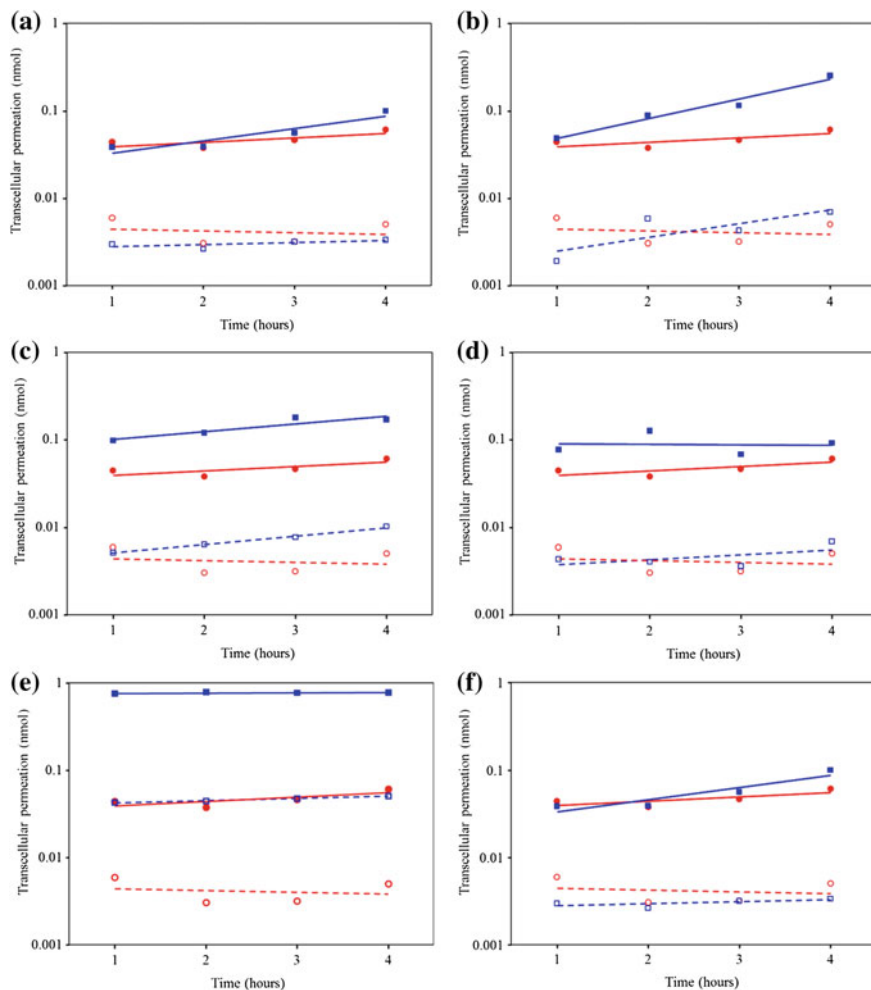 (a)
1
0.1
0.01
0.001
Transcellular permeation (nmol)
1 2 3 4
Time (hours)
(b)
1
0.1
0.01
0.001
Transcellular permeation (nmol)
1 2 3 4
Time (hours)
(c)
1
0.1
0.01
0.001
Transcellular permeation (nmol)
1 2 3 4
Time (hours)
(d)
1
0.1
0.01
0.001
Transcellular permeation (nmol)
1 2 3 4
Time (hours)
(e)
1
0.1
0.01
0.001
Transcellular permeation (nmol)
1 2 3 4
Time (hours)
(f)
1
0.1
0.01
0.001
Transcellular permeation (nmol)
1 2 3 4
Time (hours)